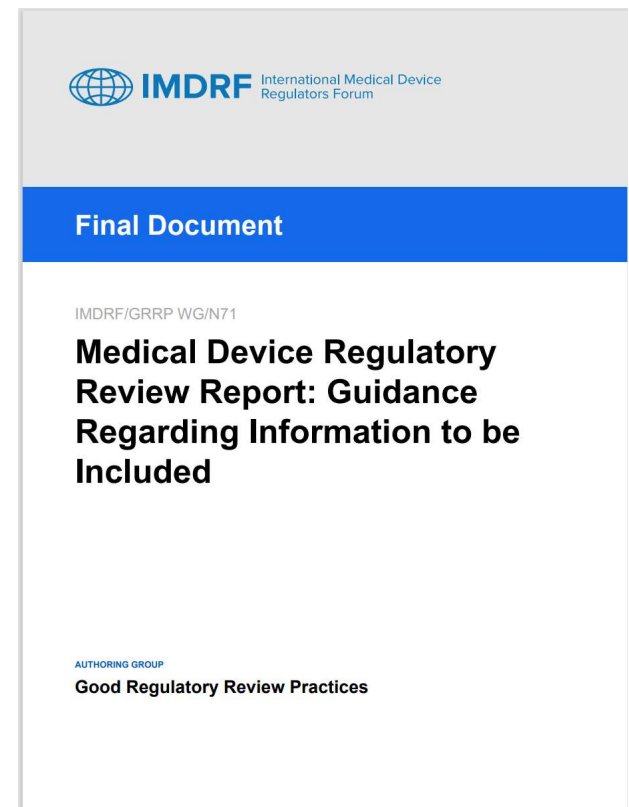 IMDRF International Medical Device
Regulators Forum
Final Document
IMDRF/GRRP WG/N71
Medical Device Regulatory
Review Report: Guidance
Regarding Information to be
Included
AUTHORING GROUP
Good Regulatory Review Practices